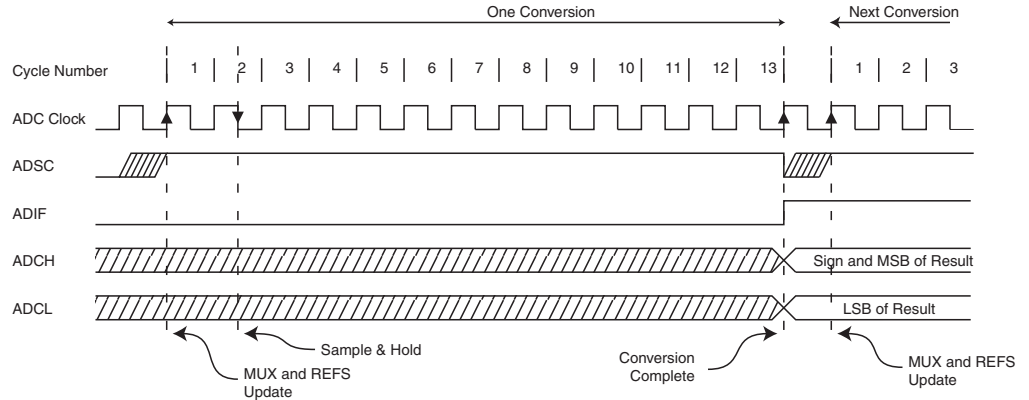 One Conversion
Next Conversion
Cycle Number
1 2 3 4 5 6 7 8 9 10 11 12 13 1 2 3
ADC Clock
ADSC
ADIF
ADCH
Sign and MSB of Result
ADCL
LSB of Result
Sample & Hold
MUX and REFS
Update
Conversion
Complete
MUX and REFS
Update